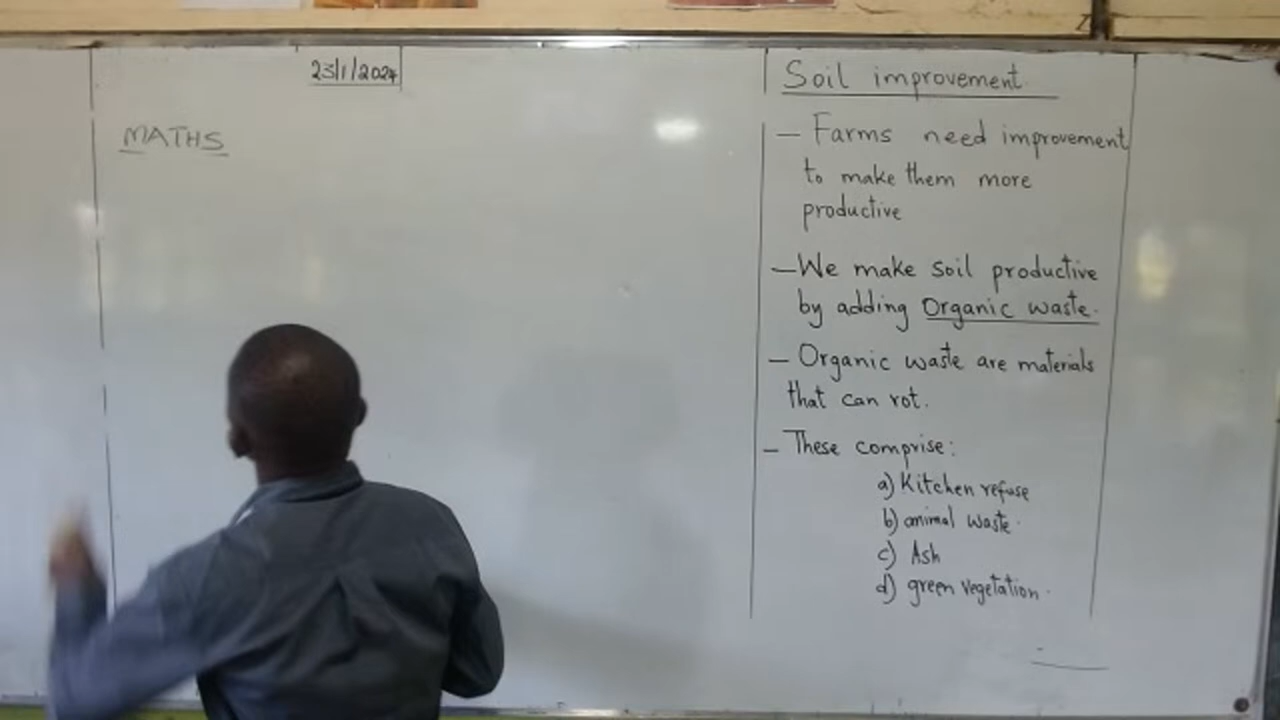 23/1/2024
MATHS
Soil improvement.
— Farms need improvement
to make them more
productive
— We make soil productive
by adding Organic waste.
— Organic waste are materials
that can rot.
— These comprise:
a) Kitchen refuse
b) animal waste.
c) Ash
d) green vegetation.